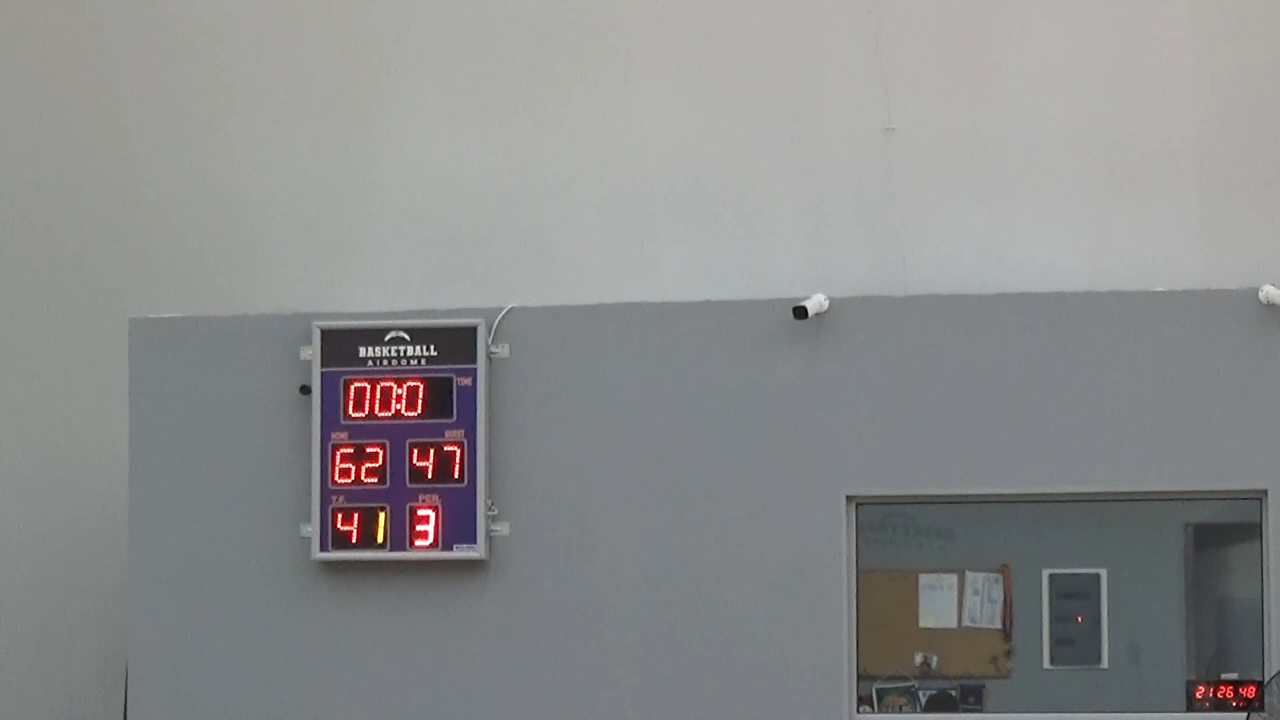 BASKETBALL
AIRDOME
TIME
00:0
HOME GUEST
62 47
T.F. PER.
4 1 3
21:26:48